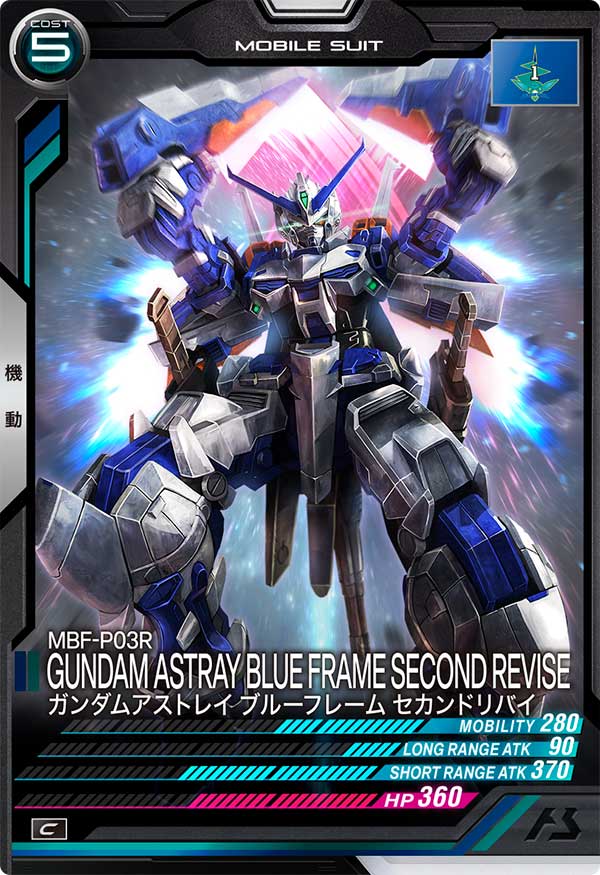 COST
5
MOBILE SUIT
1
機動
MBF-P03R
GUNDAM ASTRAY BLUE FRAME SECOND REVISE
ガンダムアストレイ ブルーフレーム セカンドリバイ
MOBILITY 280
LONG RANGE ATK 90
SHORT RANGE ATK 370
HP 360
C